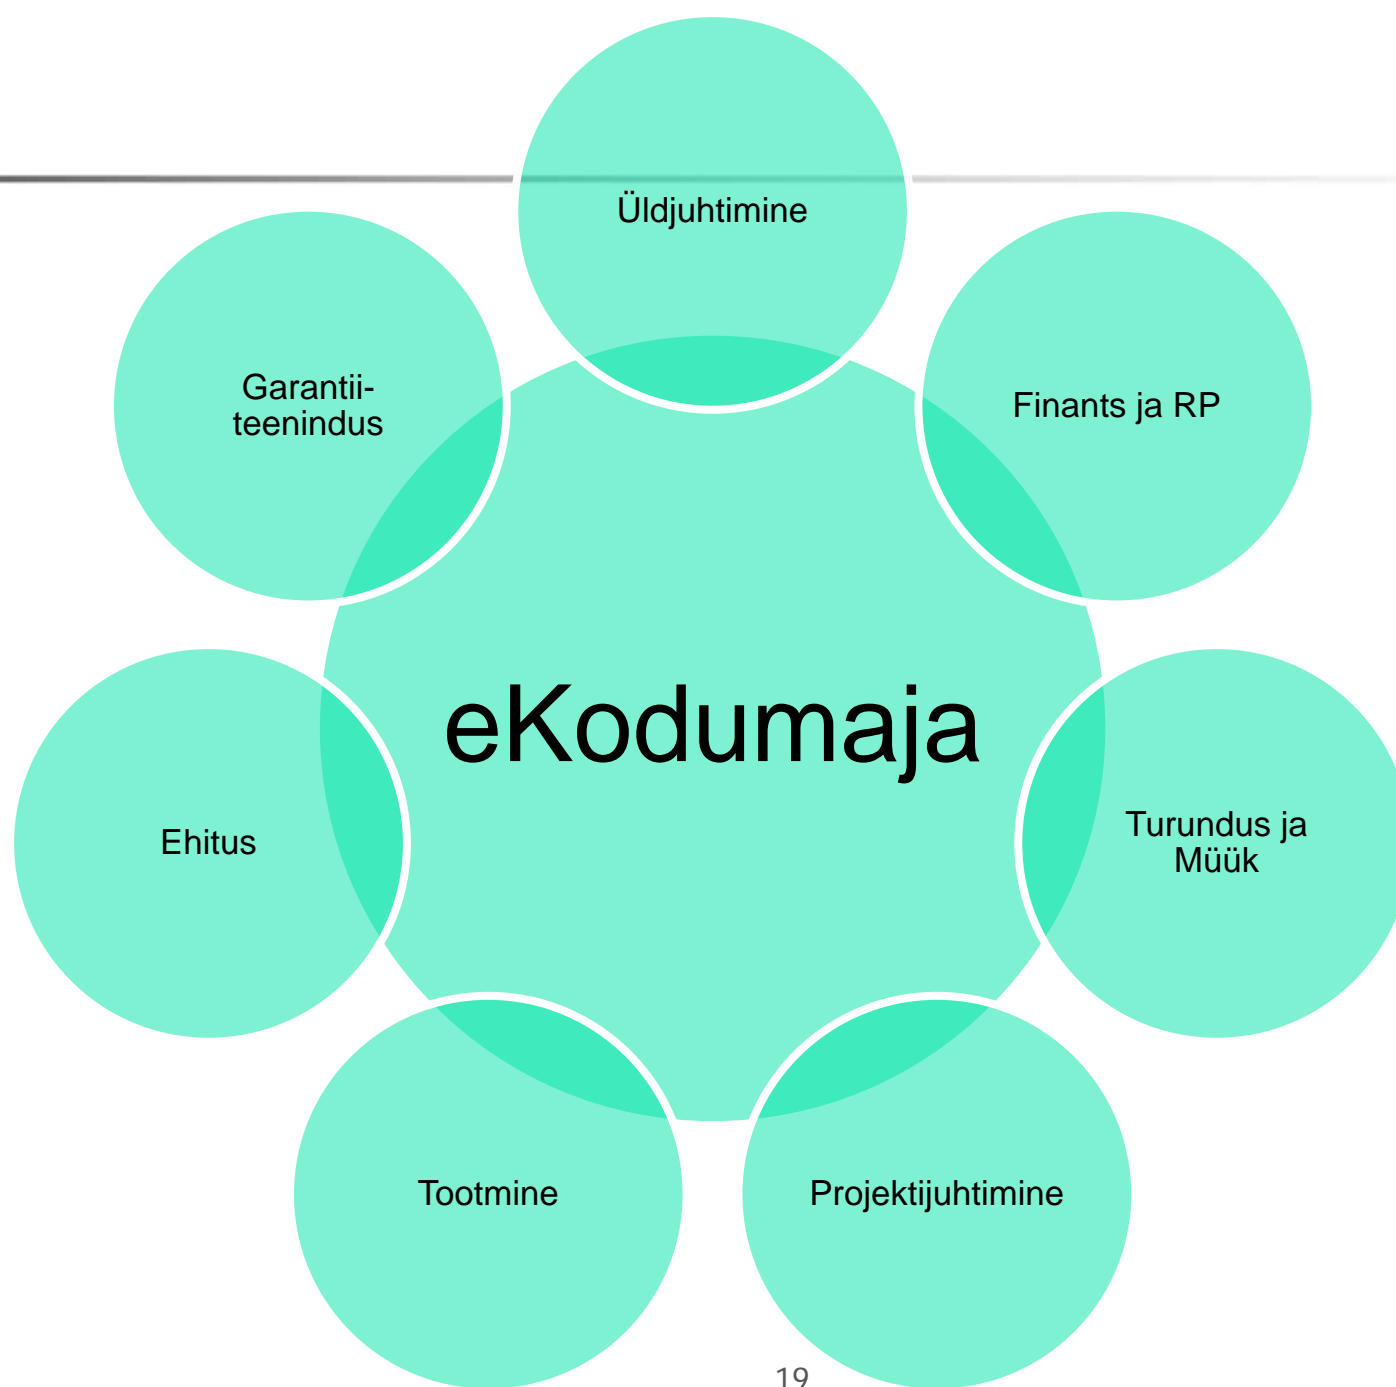 Üldjuhtimine
Garantii-
teenindus
Finants ja RP
eKodumaja
Ehitus
Turundus ja
Müük
Tootmine
Projektijuhtimine
19